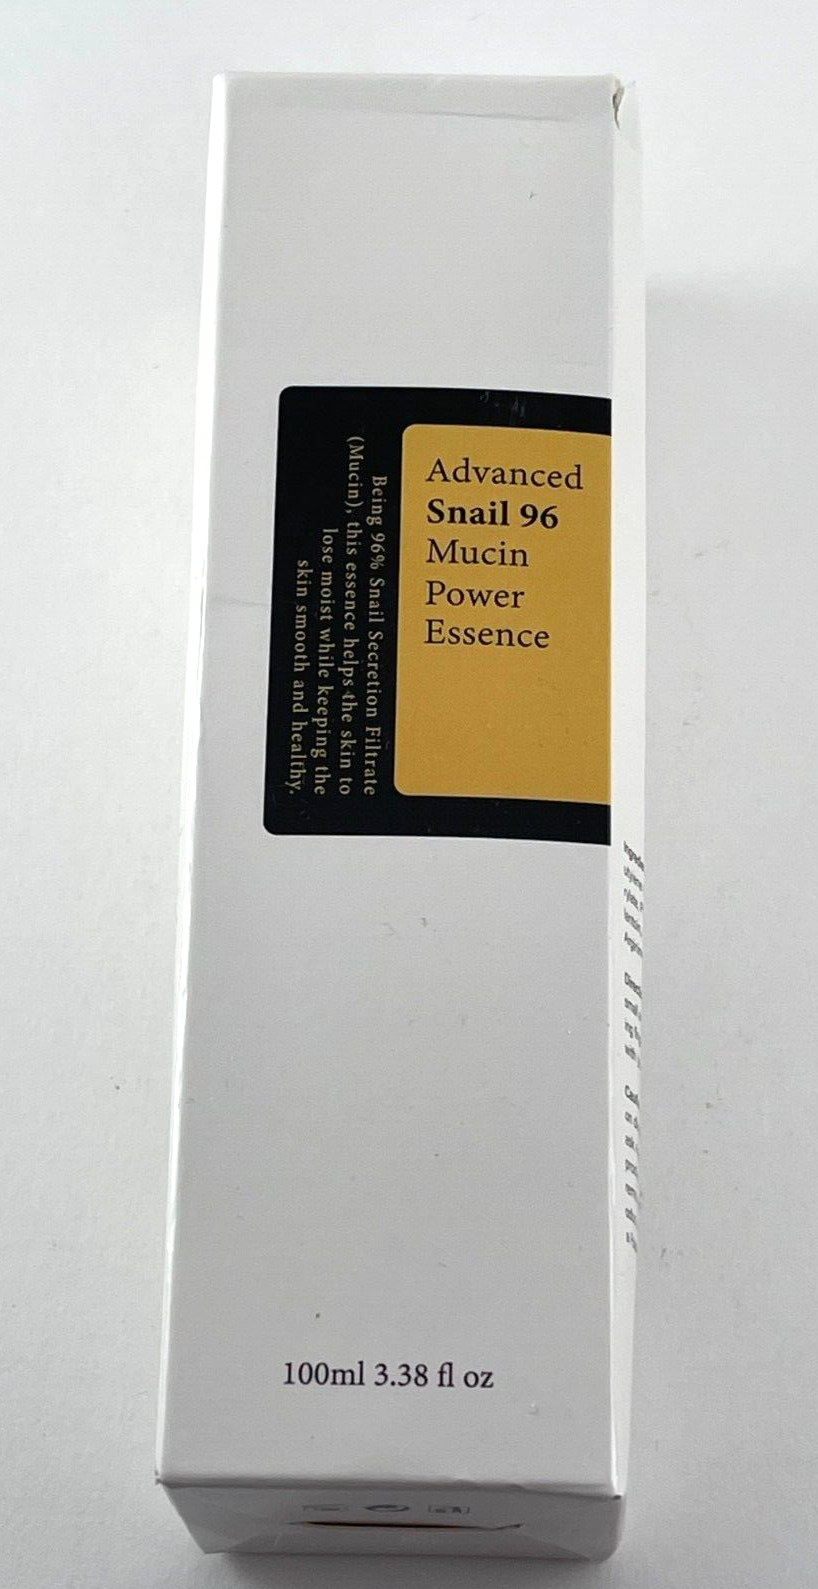 Advanced
Snail 96
Mucin
Power
Essence
Being 96% Snail Secretion Filtrate
(Mucin), this essence helps the skin to
lose moist while keeping the
skin smooth and healthy.
100ml 3.38 fl oz